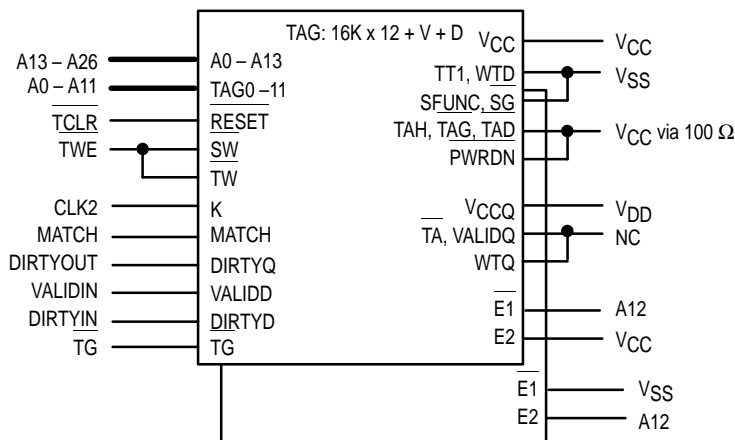 TAG: 16K x 12 + V + D
A13 – A26
A0 – A13
VCC
VCC
A0 – A11
TAG0 –11
TT1, WTD
VSS
SFUNC, SG
TCLR
RESET
TAH, TAG, TAD
VCC via 100 Ω
TWE
SW
PWRDN
TW
CLK2
K
VCCQ
VDD
MATCH
MATCH
TA, VALIDQ
NC
DIRTYOUT
DIRTYQ
WTQ
VALIDIN
VALIDD
DIRTYIN
DIRTYD
E1
A12
TG
TG
E2
VCC
E1
VSS
E2
A12